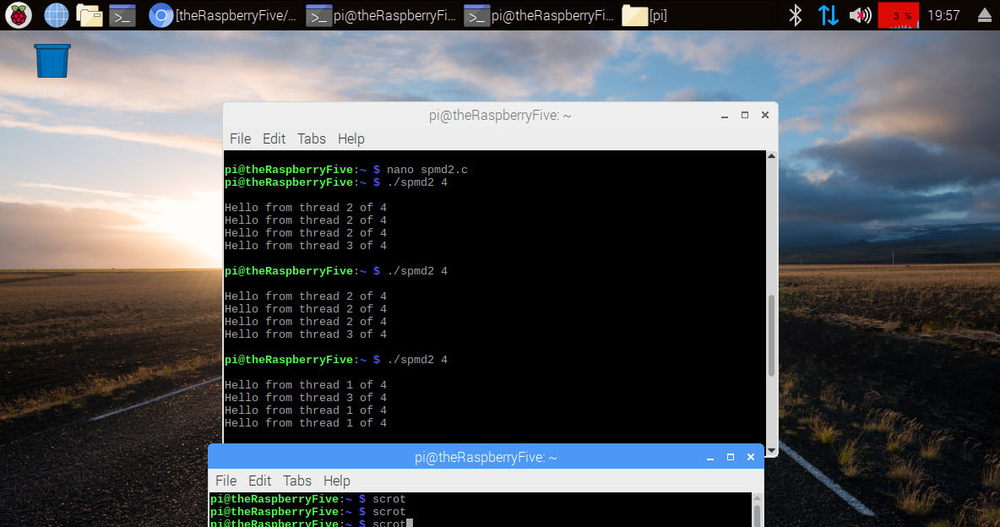 [theRaspberryFive/... pi@theRaspberryFi... pi@theRaspberryFi... [pi] 3 % 19:57
pi@theRaspberryFive: ~
File Edit Tabs Help
pi@theRaspberryFive:~ $ nano spmd2.c
pi@theRaspberryFive:~ $ ./spmd2 4
Hello from thread 2 of 4
Hello from thread 2 of 4
Hello from thread 2 of 4
Hello from thread 3 of 4
pi@theRaspberryFive:~ $ ./spmd2 4
Hello from thread 2 of 4
Hello from thread 2 of 4
Hello from thread 2 of 4
Hello from thread 3 of 4
pi@theRaspberryFive:~ $ ./spmd2 4
Hello from thread 1 of 4
Hello from thread 3 of 4
Hello from thread 1 of 4
Hello from thread 1 of 4
pi@theRaspberryFive: ~
File Edit Tabs Help
pi@theRaspberryFive:~ $ scrot
pi@theRaspberryFive:~ $ scrot
pi@theRaspberryFive:~ $ scrot